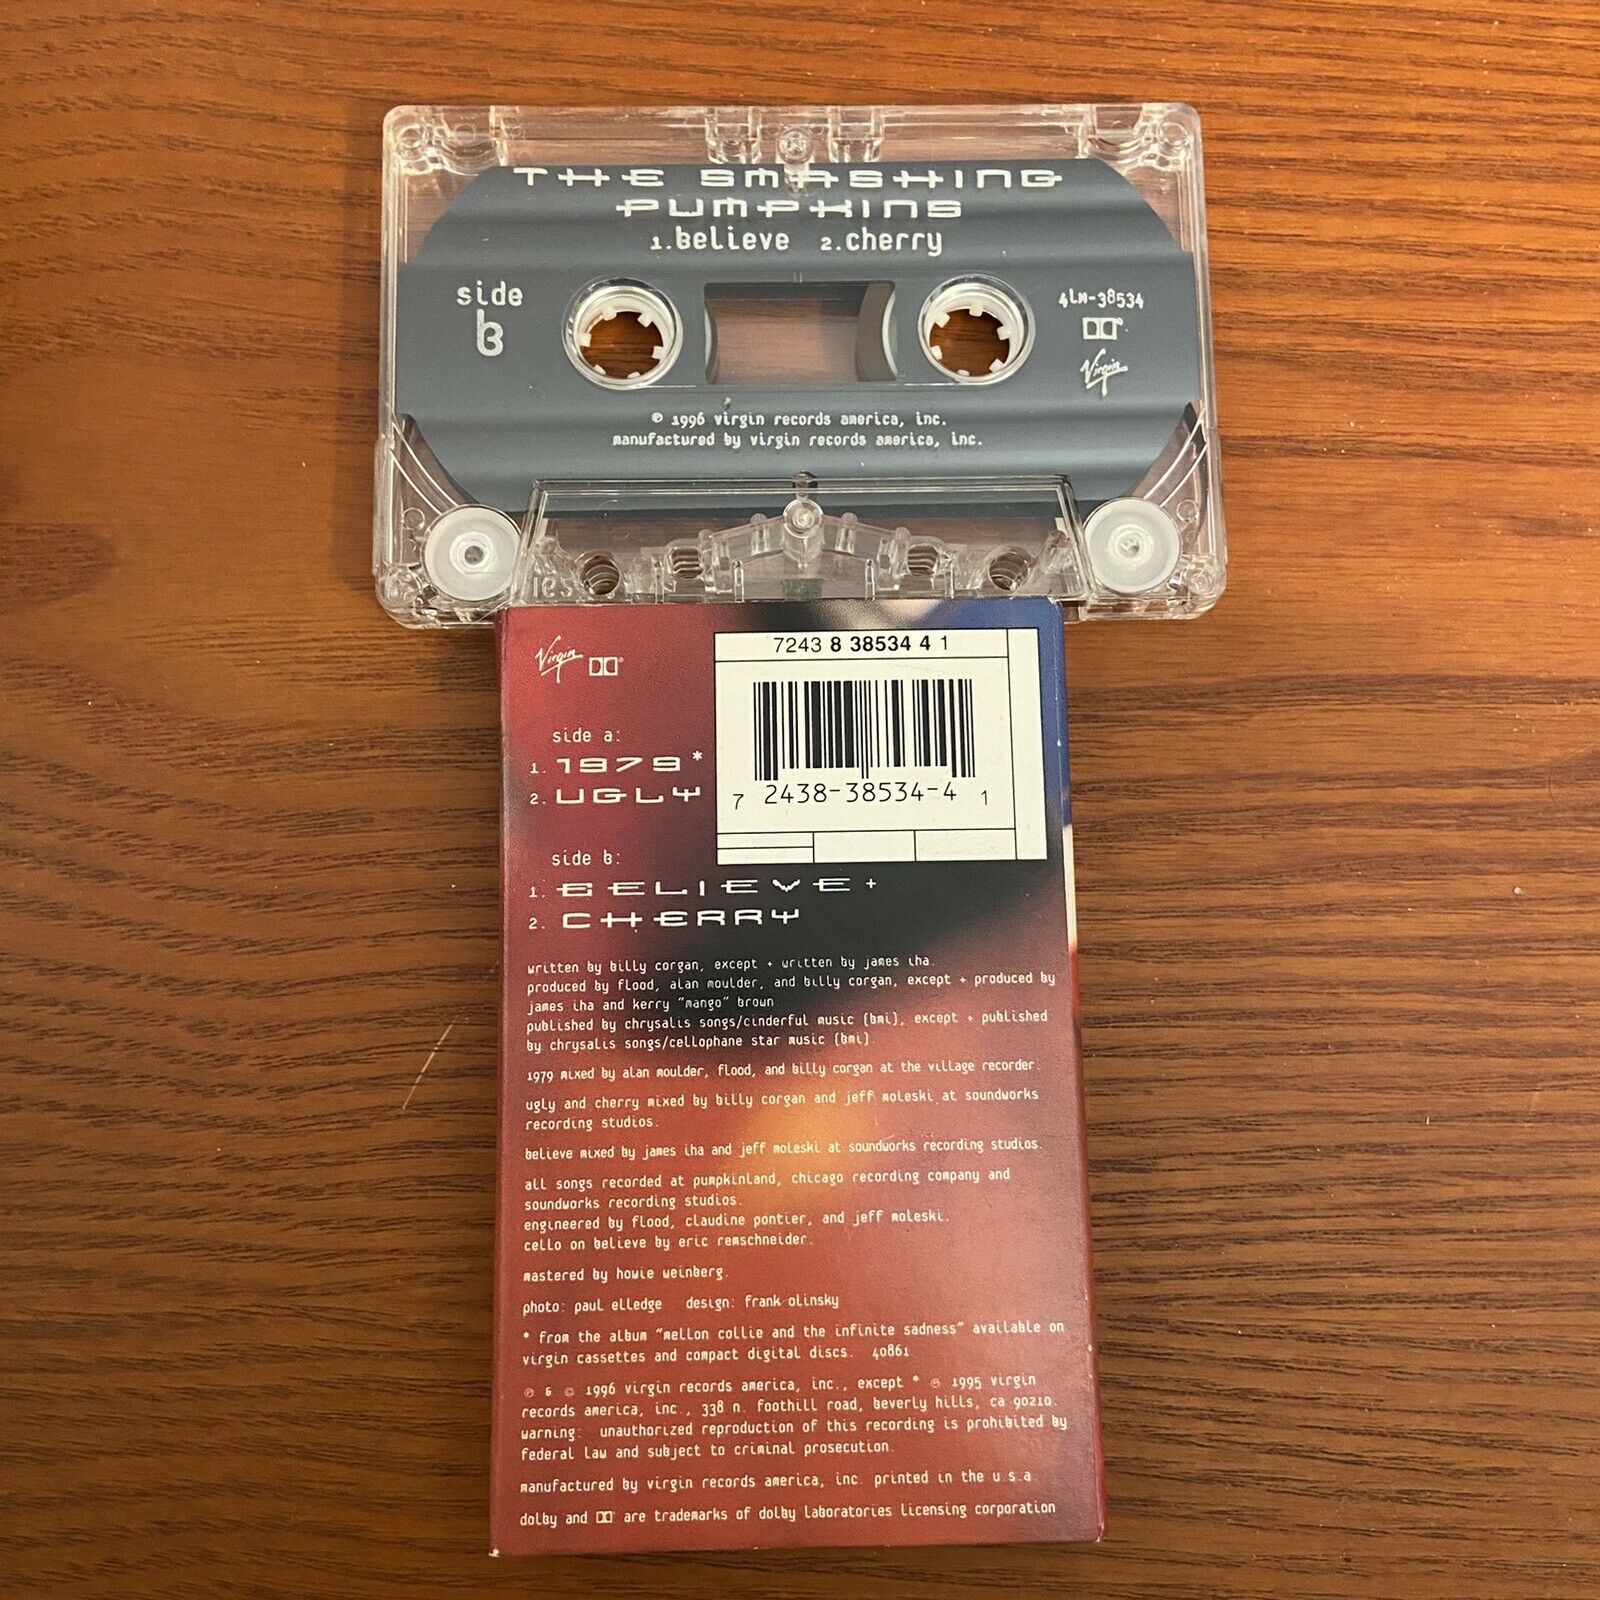 THE SMASHING
PUMPKINS
1.believe 2.cherry
side
b
4LM-38534
Virgin
℗ 1996 virgin records america, inc.
manufactured by virgin records america, inc.
Virgin
7243 8 38534 4 1
7 2438-38534-4 1
side a:
1. 1979*
2. UGLY
side b:
1. BELIEVE+
2. CHERRY
written by billy corgan, except + written by james iha.
produced by flood, alan moulder, and billy corgan, except + produced by
james iha and kerry "mango" brown
published by chrysalis songs/cinderful music (bmi), except + published
by chrysalis songs/cellophane star music (bmi).
1979 mixed by alan moulder, flood, and billy corgan at the village recorder.
ugly and cherry mixed by billy corgan and jeff moleski at soundworks
recording studios.
believe mixed by james iha and jeff moleski at soundworks recording studios.
all songs recorded at pumpkinland, chicago recording company and
soundworks recording studios.
engineered by flood, claudine pontier, and jeff moleski.
cello on believe by eric remschneider.
mastered by howie weinberg.
photo: paul elledge design: frank olinsky
* from the album "mellon collie and the infinite sadness" available on
virgin cassettes and compact digital discs. 40861
℗ & © 1996 virgin records america, inc., except * ℗ 1995 virgin
records america, inc., 338 n. foothill road, beverly hills, ca 90210.
warning: unauthorized reproduction of this recording is prohibited by
federal law and subject to criminal prosecution.
manufactured by virgin records america, inc. printed in the u.s.a.
dolby and are trademarks of dolby laboratories licensing corporation